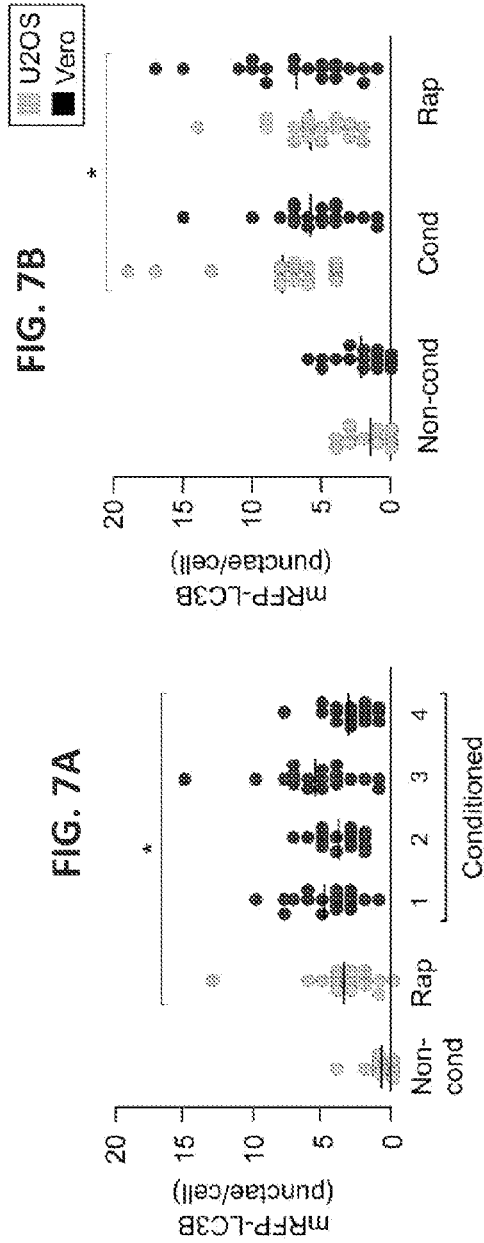 FIG. 7A
mRFP-LC3B
(punctae/cell)
20
15
10
5
0
*
Non-
cond
Rap
1
2
3
4
Conditioned
FIG. 7B
U2OS
Vero
mRFP-LC3B
(punctae/cell)
20
15
10
5
0
*
Non-cond
Cond
Rap